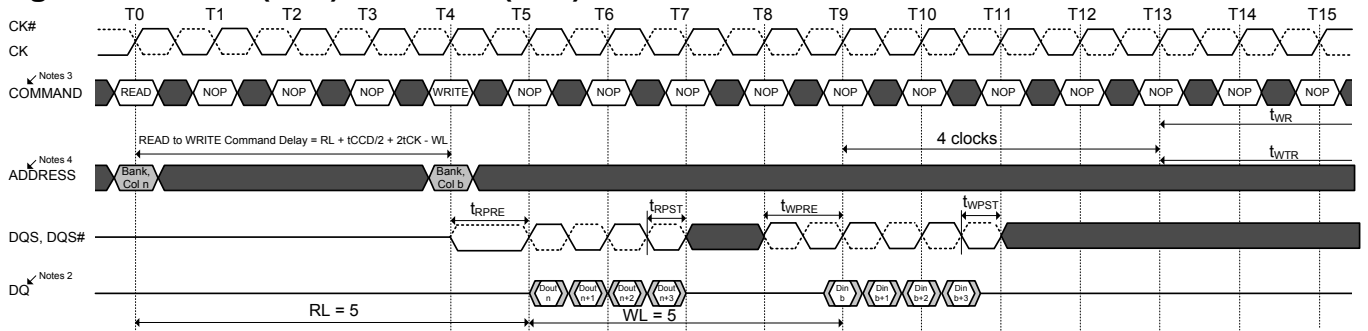 T0 T1 T2 T3 T4 T5 T6 T7 T8 T9 T10 T11 T12 T13 T14 T15
CK#
CK
Notes 3
COMMAND READ NOP NOP NOP WRITE NOP NOP NOP NOP NOP NOP NOP NOP NOP NOP NOP
tWR
READ to WRITE Command Delay = RL + tCCD/2 + 2tCK - WL
4 clocks
tWTR
Notes 4
ADDRESS
Bank, Col n
Bank, Col b
tRPRE tRPST tWPRE tWPST
DQS, DQS#
Notes 2
DQ
Dout n Dout n+1 Dout n+2 Dout n+3 Din b Din b+1 Din b+2 Din b+3
RL = 5 WL = 5